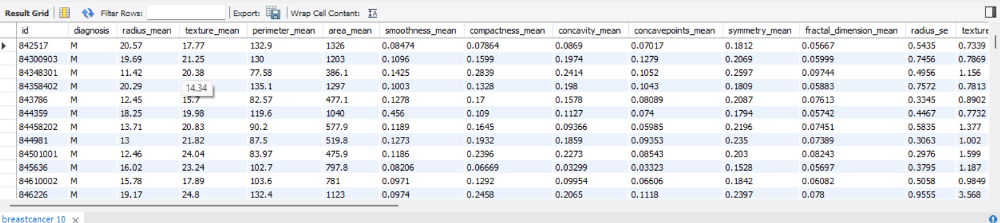 Result Grid Filter Rows: Export: Wrap Cell Content: IA
id diagnosis radius_mean texture_mean perimeter_mean area_mean smoothness_mean compactness_mean concavity_mean concavepoints_mean symmetry_mean fractal_dimension_mean radius_se texture
842517 M 20.57 17.77 132.9 1326 0.08474 0.07864 0.0869 0.07017 0.1812 0.05667 0.5435 0.7339
84300903 M 19.69 21.25 130 1203 0.1096 0.1599 0.1974 0.1279 0.2069 0.05999 0.7456 0.7869
84348301 M 11.42 20.38 77.58 386.1 0.1425 0.2839 0.2414 0.1052 0.2597 0.09744 0.4956 1.156
84358402 M 20.29 14.34 135.1 1297 0.1003 0.1328 0.198 0.1043 0.1809 0.05883 0.7572 0.7813
843786 M 12.45 15.7 82.57 477.1 0.1278 0.17 0.1578 0.08089 0.2087 0.07613 0.3345 0.8902
844359 M 18.25 19.98 119.6 1040 0.456 0.109 0.1127 0.074 0.1794 0.05742 0.4467 0.7732
84458202 M 13.71 20.83 90.2 577.9 0.1189 0.1645 0.09366 0.05985 0.2196 0.07451 0.5835 1.377
844981 M 13 21.82 87.5 519.8 0.1273 0.1932 0.1859 0.09353 0.235 0.07389 0.3063 1.002
84501001 M 12.46 24.04 83.97 475.9 0.1186 0.2396 0.2273 0.08543 0.203 0.08243 0.2976 1.599
845636 M 16.02 23.24 102.7 797.8 0.08206 0.06669 0.03299 0.03323 0.1528 0.05697 0.3795 1.187
84610002 M 15.78 17.89 103.6 781 0.0971 0.1292 0.09954 0.06606 0.1842 0.06082 0.5058 0.9849
846226 M 19.17 24.8 132.4 1123 0.0974 0.2458 0.2065 0.1118 0.2397 0.078 0.9555 3.568
breastcancer 10